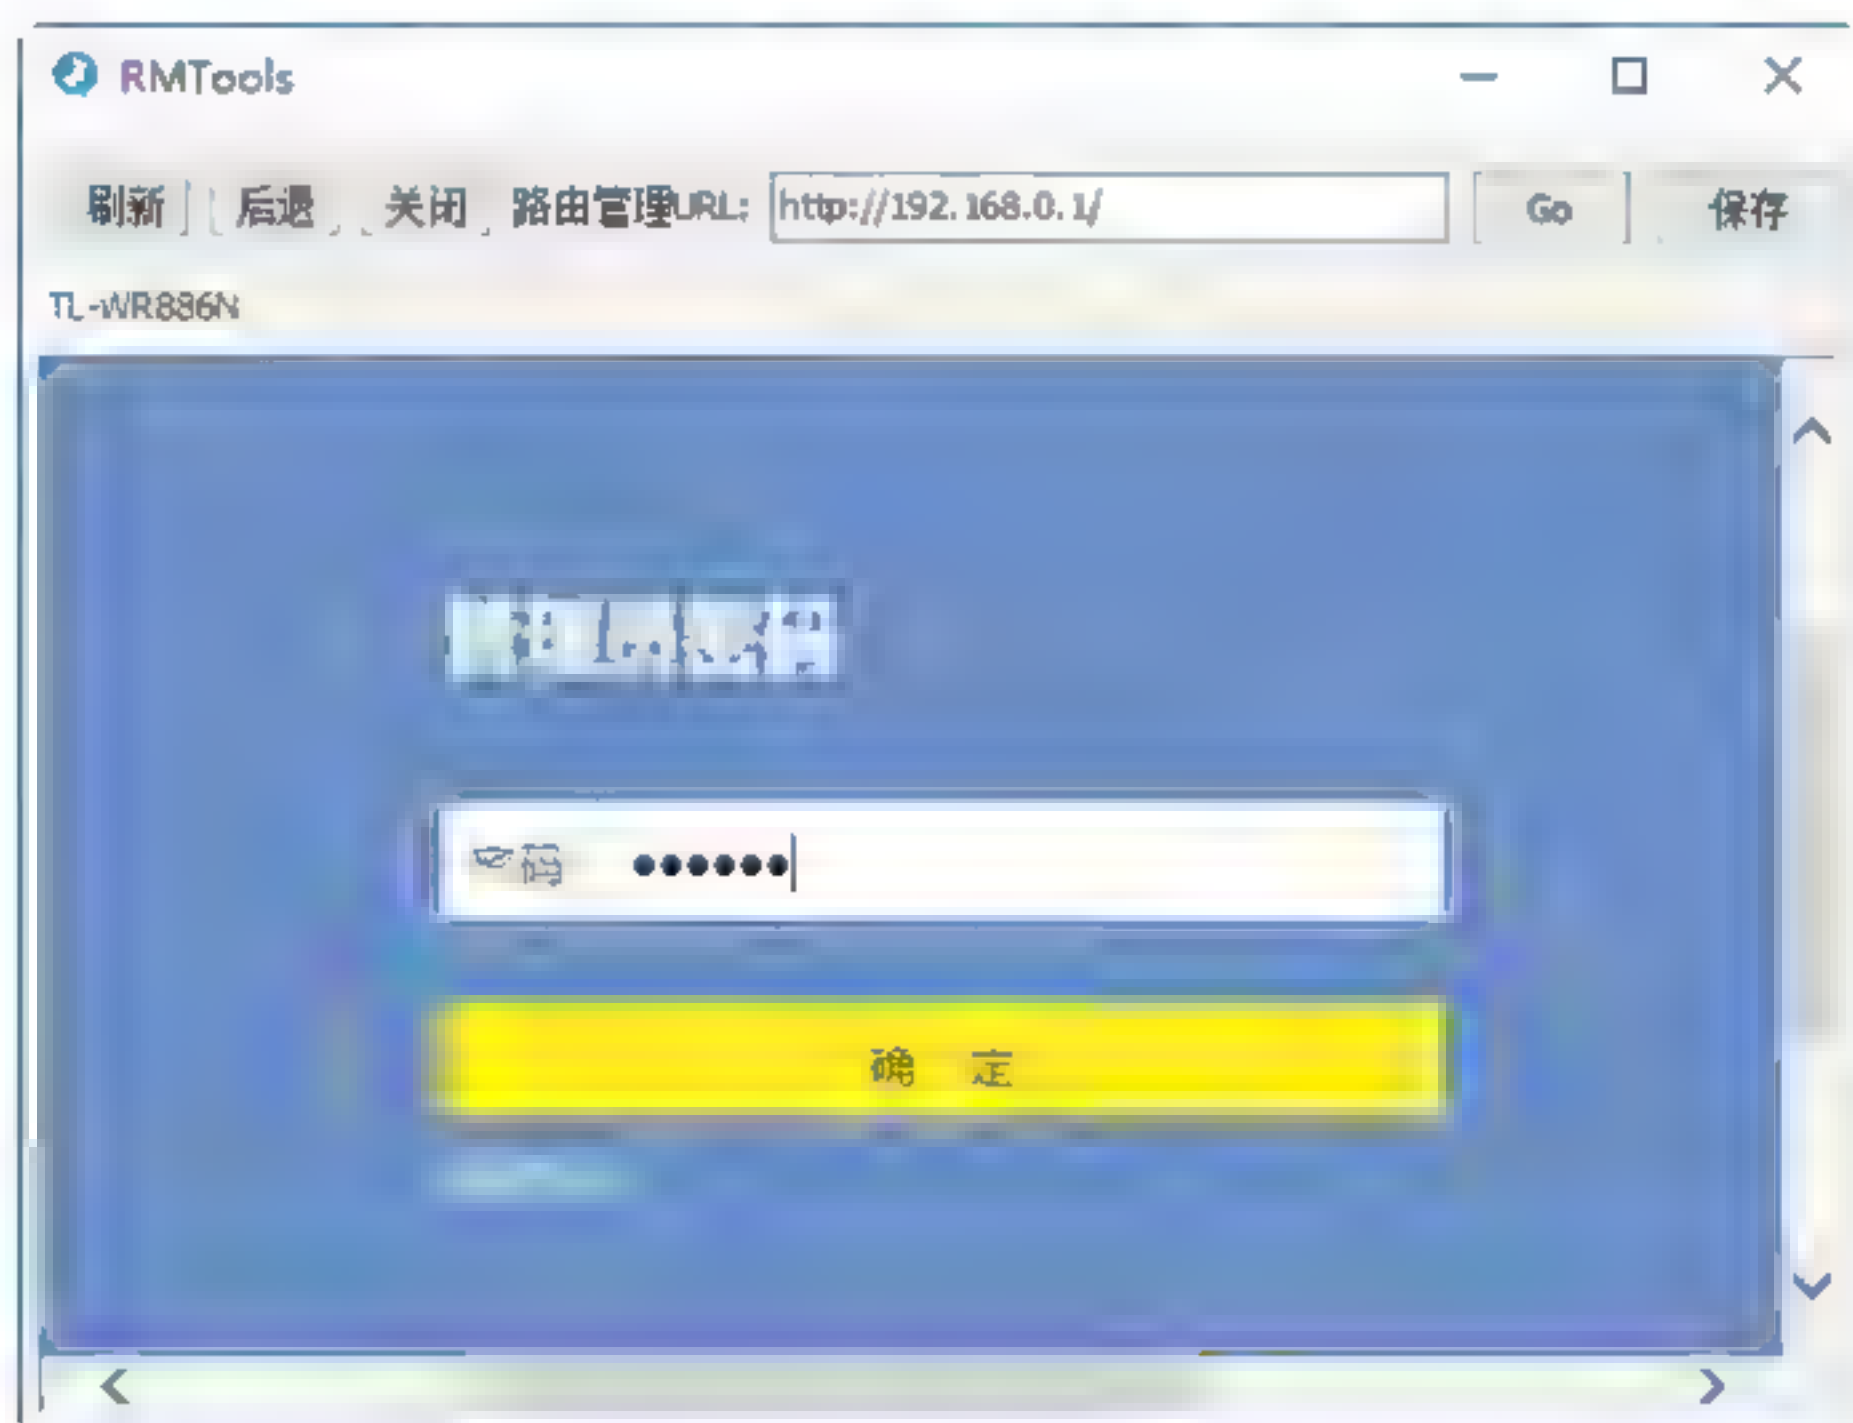 RMTools
刷新 后退 关闭 路由管理URL: http://192.168.0.1/ Go 保存
TL-WR886N
密码 ••••••
确 定